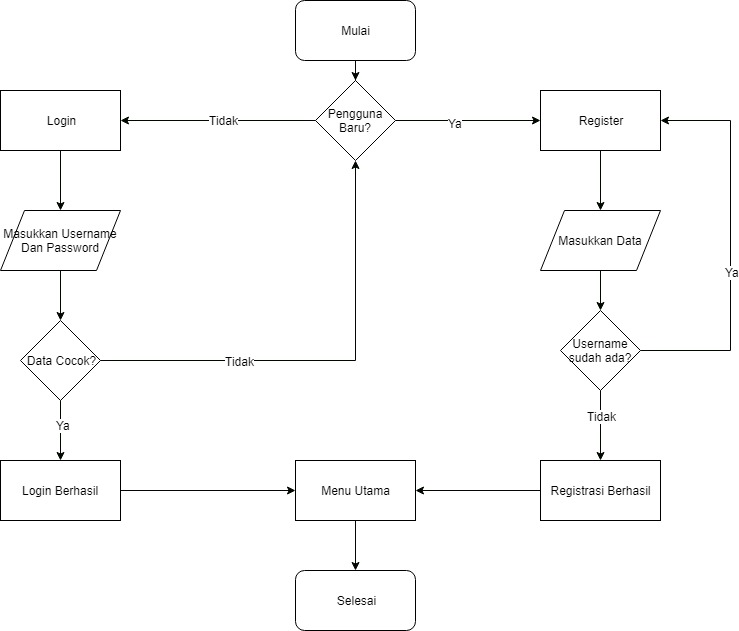 Mulai
Pengguna
Baru?
Tidak
Ya
Login
Register
Masukkan Username
Dan Password
Masukkan Data
Ya
Username
sudah ada?
Data Cocok?
Tidak
Tidak
Ya
Login Berhasil
Menu Utama
Registrasi Berhasil
Selesai